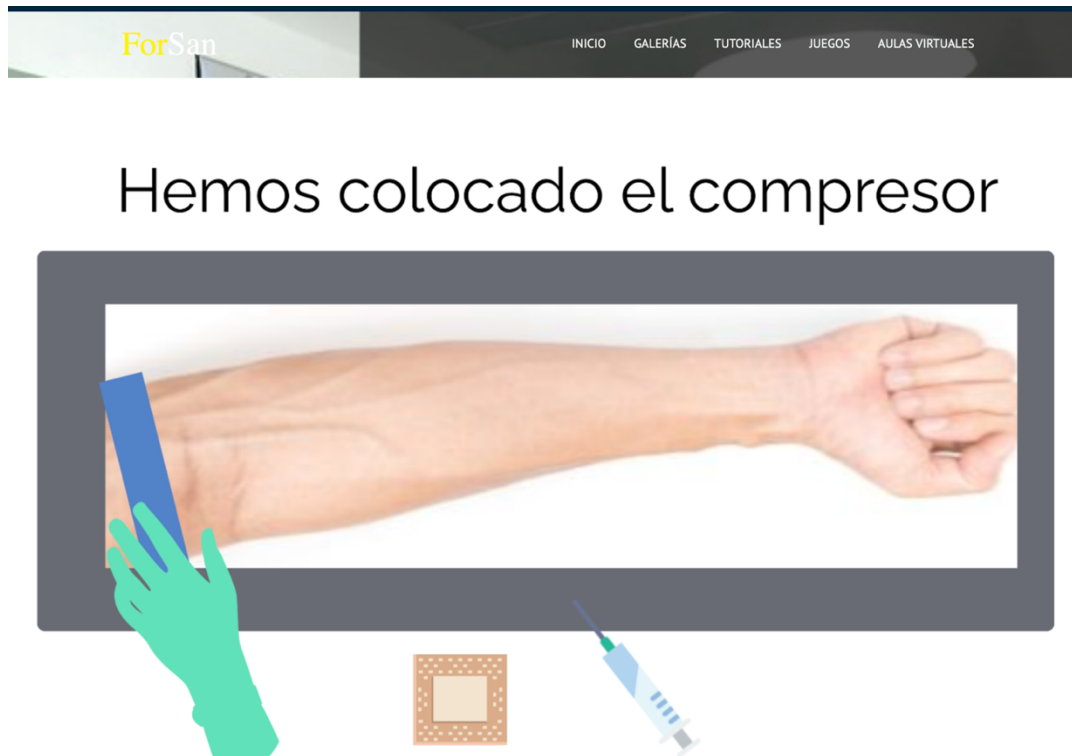 ForSan
INICIO GALERÍAS TUTORIALES JUEGOS AULAS VIRTUALES
Hemos colocado el compresor